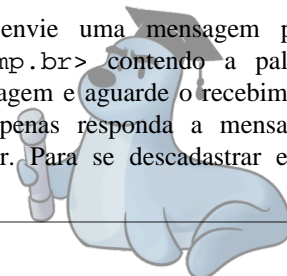 envie uma mensagem p
mp.br> contendo a pal
agem e aguarde o recebim
penas responda a mensa
r. Para se descadastrar e